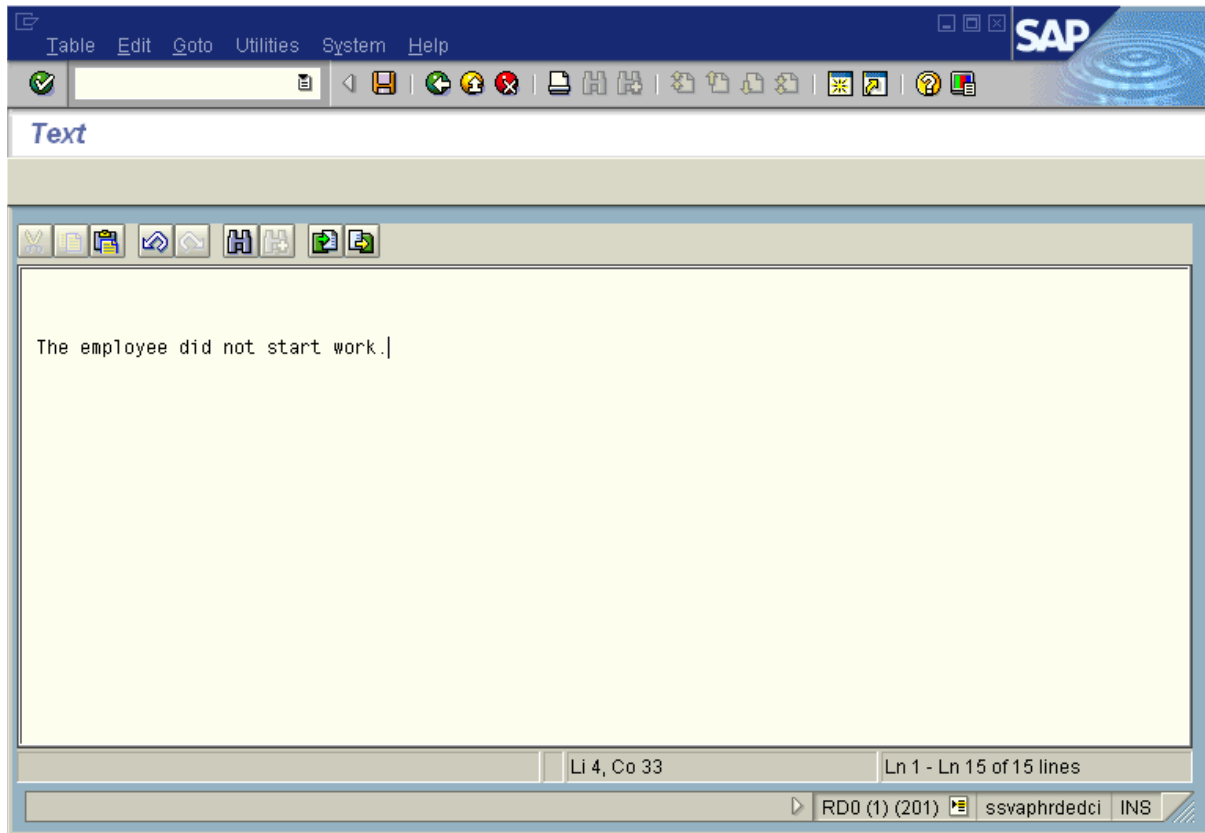 Table Edit Goto Utilities System Help
SAP
Text
The employee did not start work.
Li 4, Co 33 Ln 1 - Ln 15 of 15 lines
RD0 (1) (201) ssvaphrdedci INS